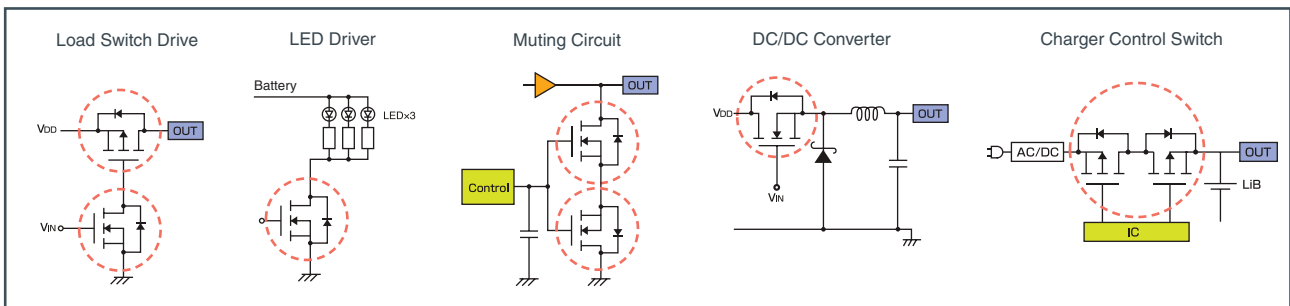 Load Switch Drive
VDD
OUT
VIN
LED Driver
Battery
LED×3
Muting Circuit
OUT
Control
DC/DC Converter
VDD
OUT
VIN
Charger Control Switch
AC/DC
OUT
LiB
IC